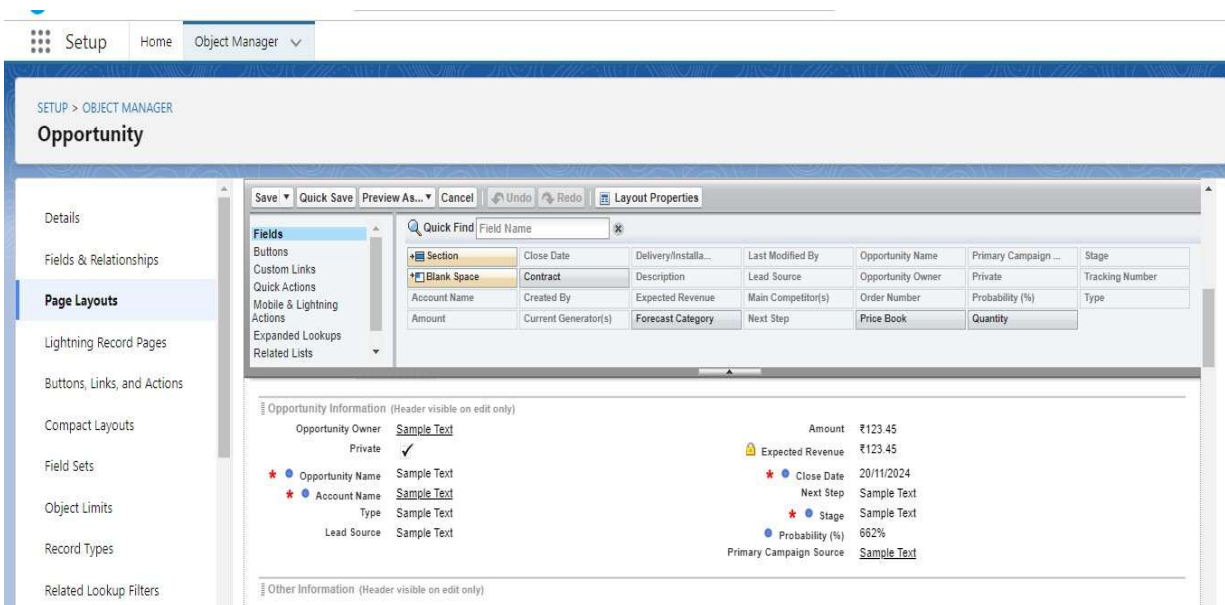 Setup Home Object Manager
SETUP > OBJECT MANAGER
Opportunity
Details
Fields & Relationships
Page Layouts
Lightning Record Pages
Buttons, Links, and Actions
Compact Layouts
Field Sets
Object Limits
Record Types
Related Lookup Filters
Save Quick Save Preview As... Cancel Undo Redo Layout Properties
Fields
Buttons
Custom Links
Quick Actions
Mobile & Lightning
Actions
Expanded Lookups
Related Lists
Quick Find Field Name
Section Close Date Delivery/Installa... Last Modified By Opportunity Name Primary Campaign ... Stage
Blank Space Contract Description Lead Source Opportunity Owner Private Tracking Number
Account Name Created By Expected Revenue Main Competitor(s) Order Number Probability (%) Type
Amount Current Generator(s) Forecast Category Next Step Price Book Quantity
Opportunity Information (Header visible on edit only)
Opportunity Owner Sample Text Amount ₹123.45
Private Expected Revenue ₹123.45
* Opportunity Name Sample Text * Close Date 20/11/2024
* Account Name Sample Text Next Step Sample Text
Type Sample Text * Stage Sample Text
Lead Source Sample Text Probability (%) 662%
Primary Campaign Source Sample Text
Other Information (Header visible on edit only)